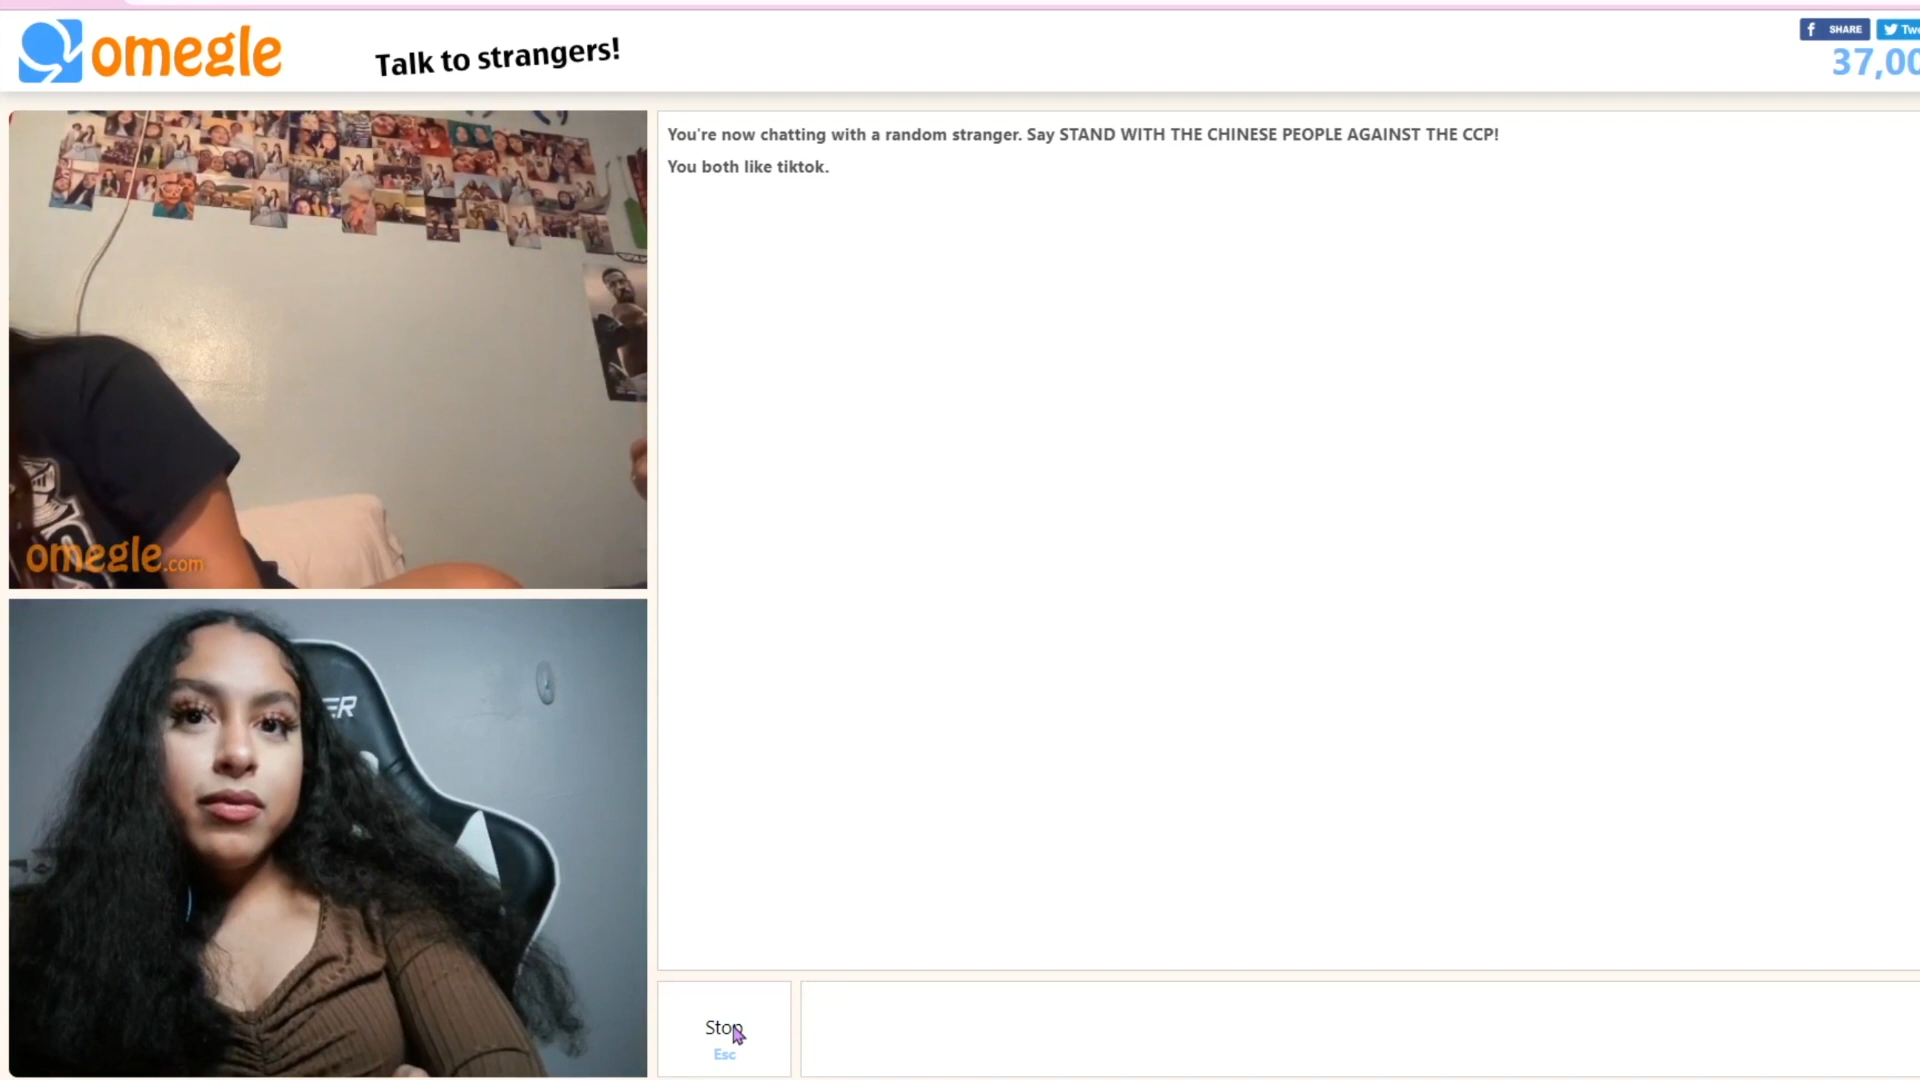 omegle
Talk to strangers!
f SHARE
37,00
You're now chatting with a random stranger. Say STAND WITH THE CHINESE PEOPLE AGAINST THE CCP!
You both like tiktok.
omegle.com
ER
Stop
Esc